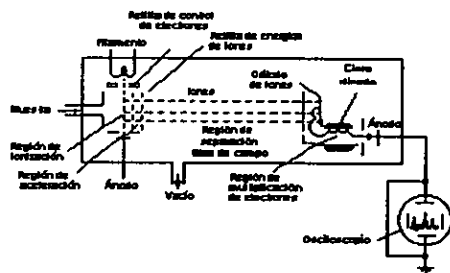 Rejilla de control
de electrones
Filamento
Rejilla de energía
de iones
Iones
Cátodo
de iones
Muestra
Ánodo
Región de
ionización
Región de
separación
libre de campo
Región de
aceleración
Región de
multiplicación
de electrones
Ánodo
Vacío
Osciloscopio